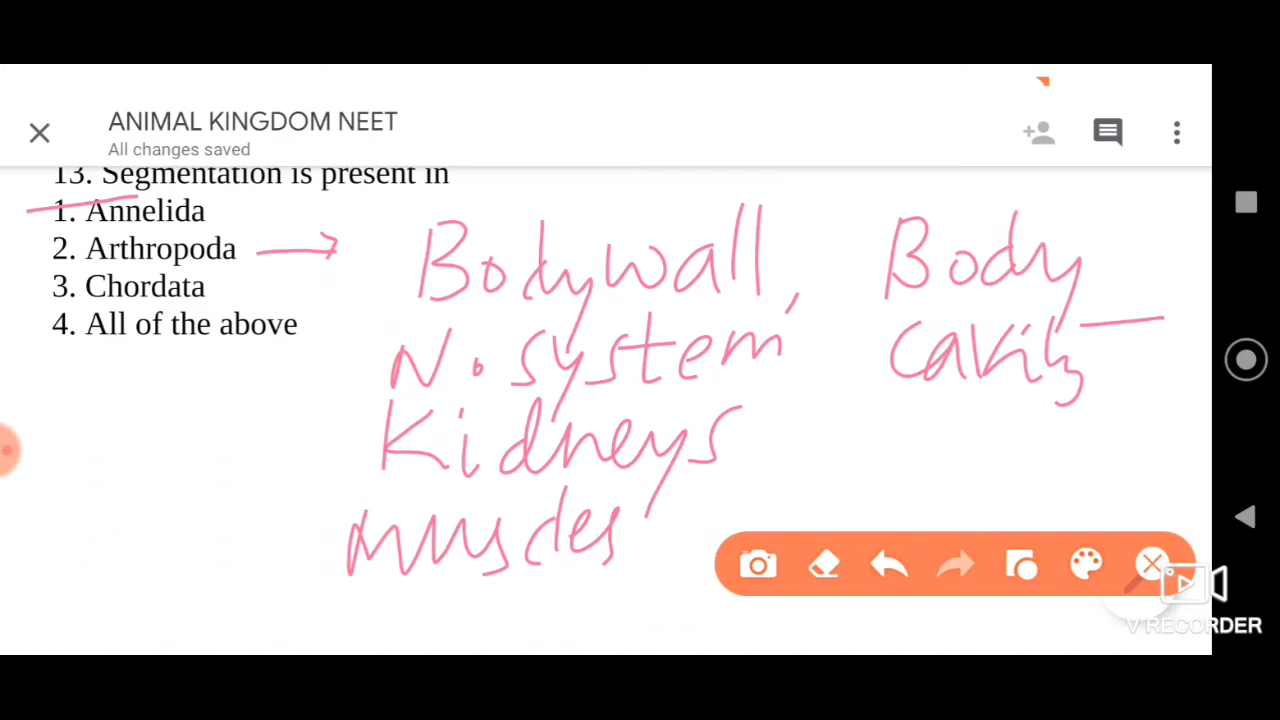 ANIMAL KINGDOM NEET
All changes saved
13. Segmentation is present in
1. Annelida
2. Arthropoda
3. Chordata
4. All of the above
Bodywall,
N. system
Kidneys
muscles
Body
cavity
V RECORDER